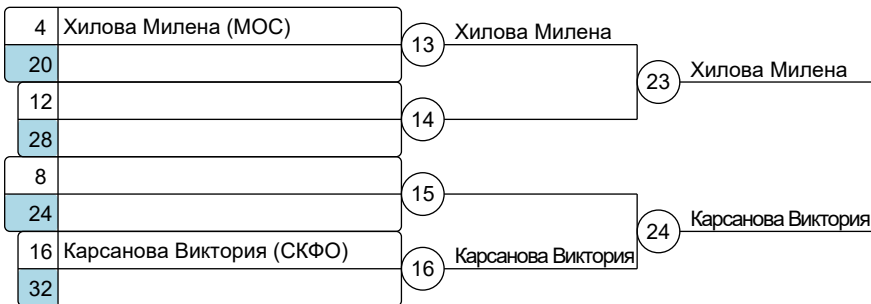 4 Хилова Милена (МОС)
13 Хилова Милена
20
23 Хилова Милена
12
14
28
8
15
24
24 Карсанова Виктория
16 Карсанова Виктория (СКФО)
16 Карсанова Виктория
32